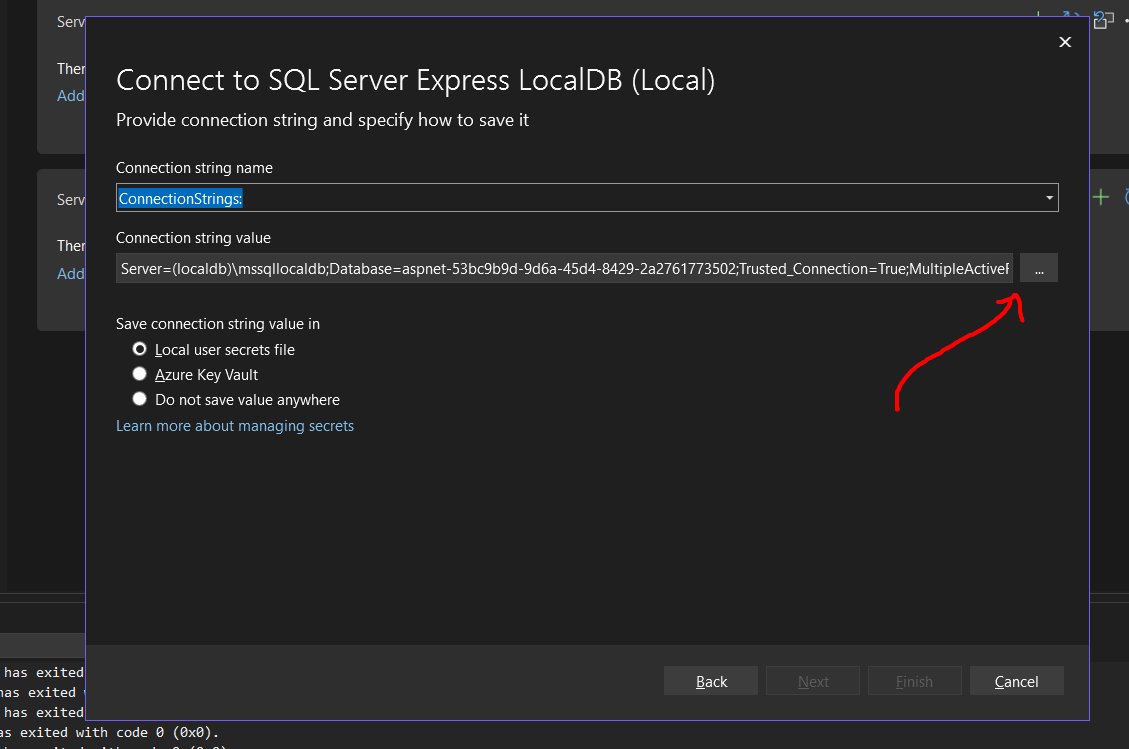 Serv
Ther
Add
Serv
Ther
Add
Connect to SQL Server Express LocalDB (Local)
Provide connection string and specify how to save it
Connection string name
ConnectionStrings:
Connection string value
Server=(localdb)\mssqllocaldb;Database=aspnet-53bc9b9d-9d6a-45d4-8429-2a2761773502;Trusted_Connection=True;MultipleActive
...
Save connection string value in
Local user secrets file
Azure Key Vault
Do not save value anywhere
Learn more about managing secrets
Back
Next
Finish
Cancel
has exited
has exited
has exited
as exited with code 0 (0x0).